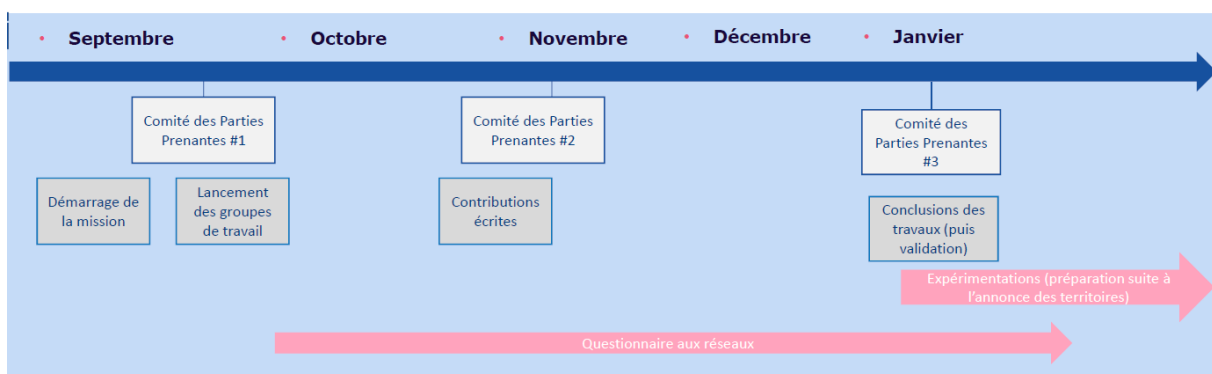 Septembre
Octobre
Novembre
Décembre
Janvier
Comité des Parties
Prenantes #1
Comité des Parties
Prenantes #2
Comité des
Parties Prenantes
#3
Démarrage de
la mission
Lancement
des groupes
de travail
Contributions
écrites
Conclusions des
travaux (puis
validation)
Expérimentations (préparation suite à
l'annonce des territoires)
Questionnaire aux réseaux